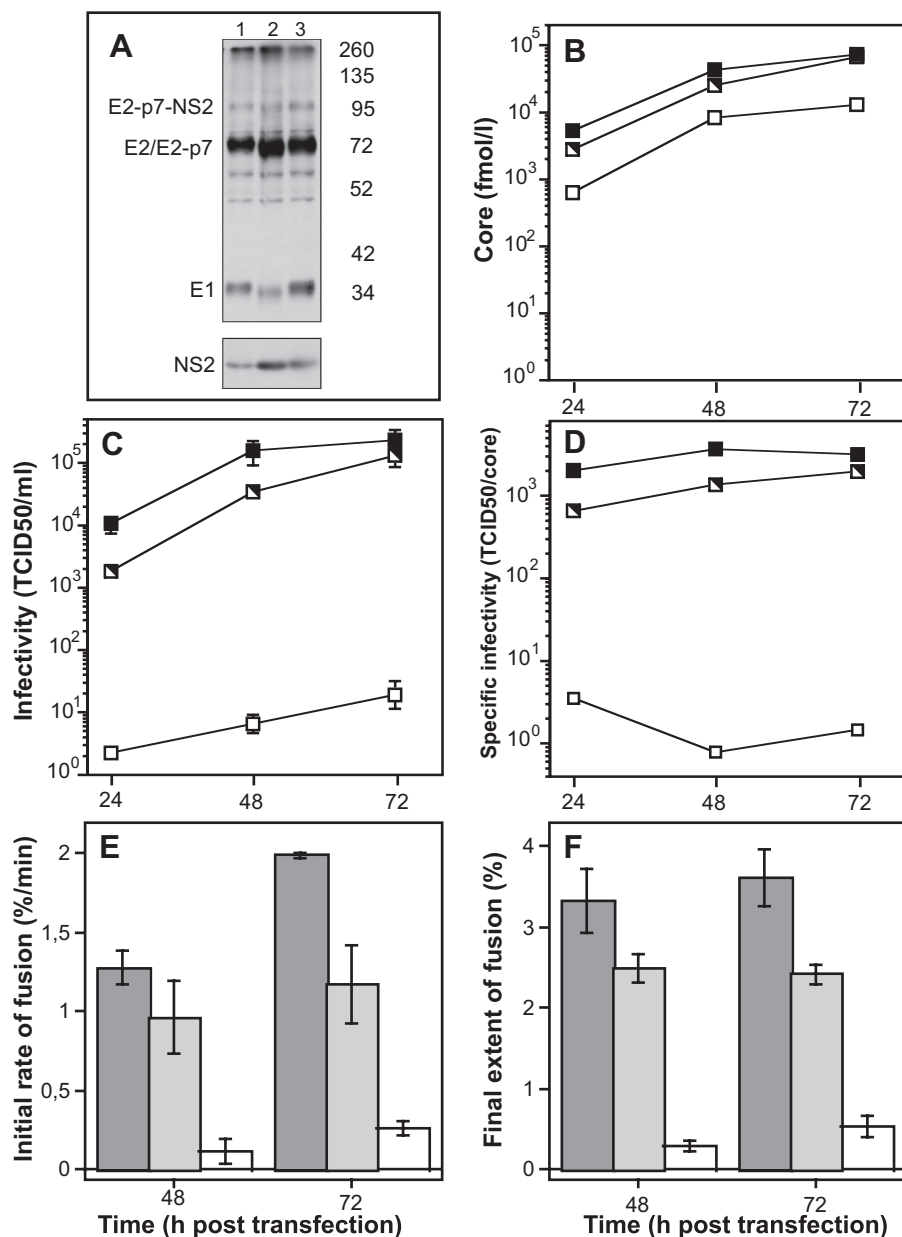 A
1 2 3
260
135
E2-p7-NS2
95
E2/E2-p7
72
52
42
E1
34
NS2
B
Core (fmol/l)
10^5
10^4
10^3
10^2
10^1
10^0
24 48 72
C
Infectivity (TCID50/ml)
10^5
10^4
10^3
10^2
10^1
10^0
24 48 72
D
Specific infectivity (TCID50/core)
10^3
10^2
10^1
10^0
24 48 72
E
Initial rate of fusion (%/min)
2
1,5
1
0,5
0
48 72
Time (h post transfection)
F
Final extent of fusion (%)
4
3
2
1
0
48 72
Time (h post transfection)